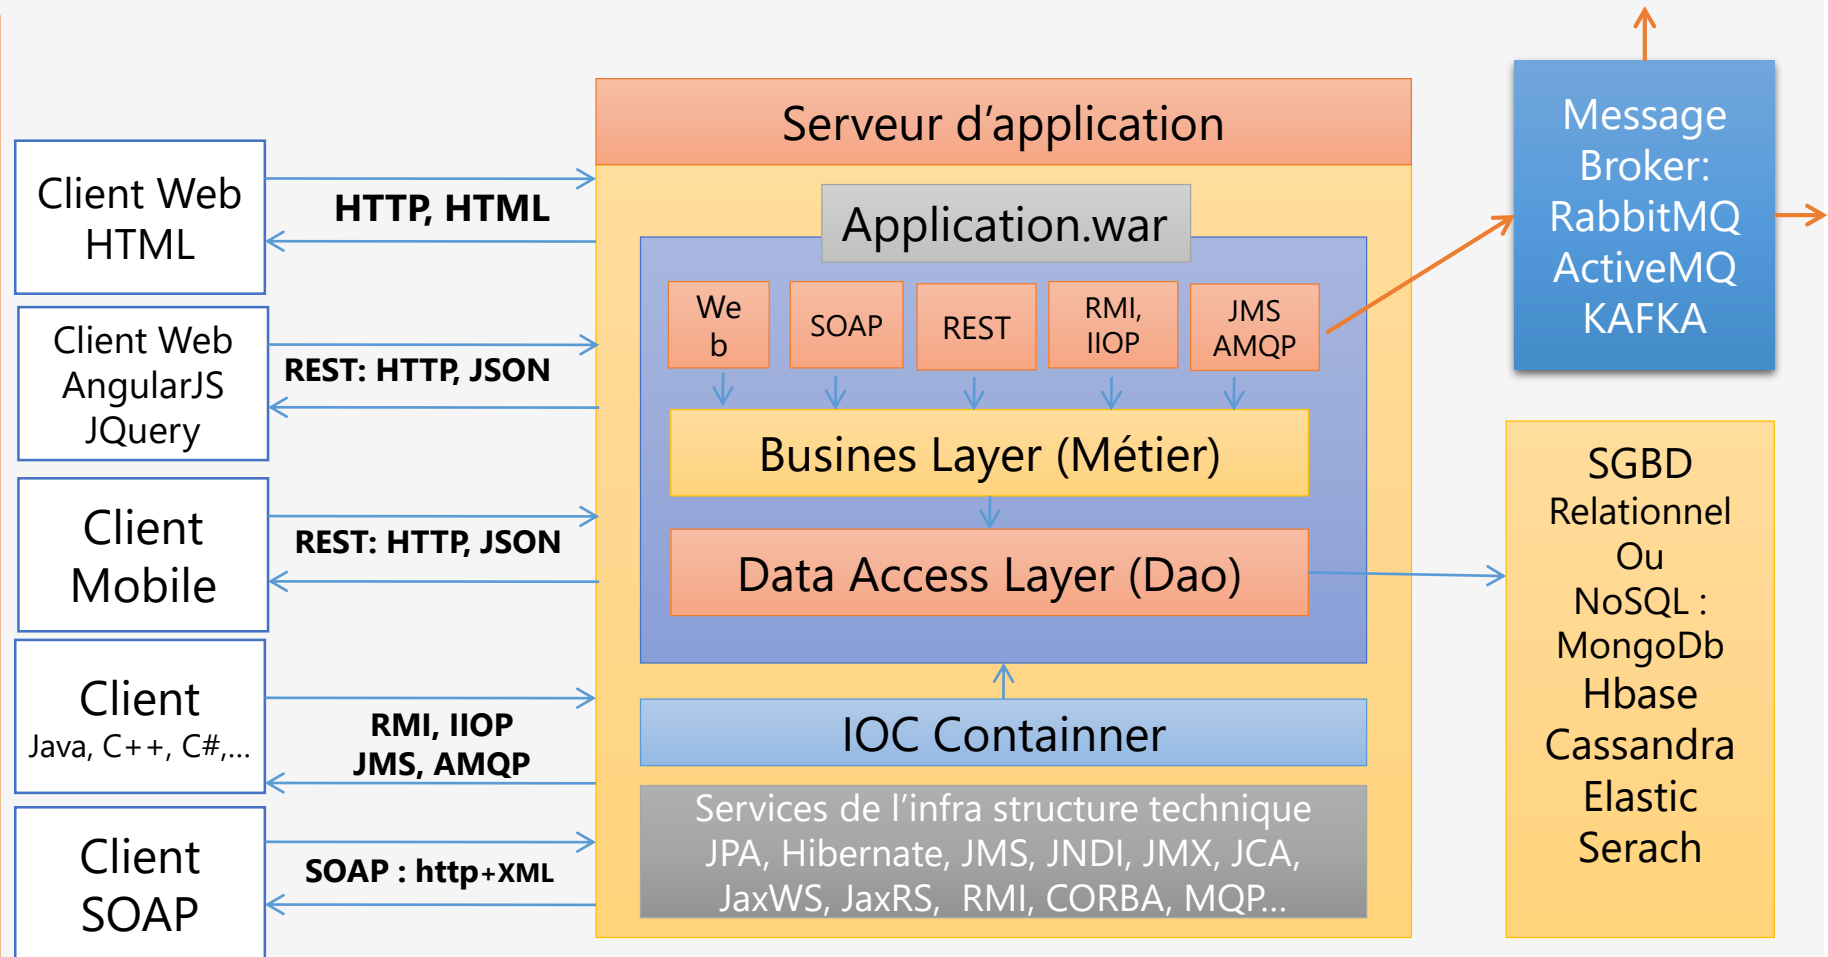 Client Web
HTML
Client Web
AngularJS
JQuery
Client
Mobile
Client
Java, C++, C#,...
Client
SOAP
HTTP, HTML
REST: HTTP, JSON
REST: HTTP, JSON
RMI, IIOP
JMS, AMQP
SOAP : http+XML
Serveur d’application
Application.war
We
b
SOAP
REST
RMI,
IIOP
JMS
AMQP
Busines Layer (Métier)
Data Access Layer (Dao)
IOC Containner
Services de l’infra structure technique
JPA, Hibernate, JMS, JNDI, JMX, JCA,
JaxWS, JaxRS, RMI, CORBA, MQP...
Message
Broker:
RabbitMQ
ActiveMQ
KAFKA
SGBD
Relationnel
Ou
NoSQL :
MongoDb
Hbase
Cassandra
Elastic
Serach